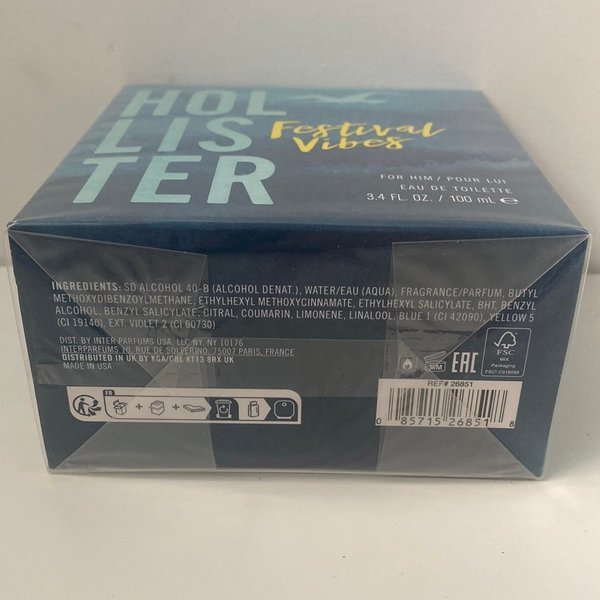 HOL
LIS
TER
Festival
Vibes
FOR HIM / POUR LUI
EAU DE TOILETTE
3.4 FL. OZ. / 100 mL ℮
INGREDIENTS: SD ALCOHOL 40-B (ALCOHOL DENAT.), WATER/EAU (AQUA), FRAGRANCE/PARFUM, BUTYL
METHOXYDIBENZOYLMETHANE, ETHYLHEXYL METHOXYCINNAMATE, ETHYLHEXYL SALICYLATE, BHT, BENZYL
ALCOHOL, BENZYL SALICYLATE, CITRAL, COUMARIN, LIMONENE, LINALOOL, BLUE 1 (CI 42090), YELLOW 5
(CI 19140), EXT. VIOLET 2 (CI 60730)
DIST. BY INTER PARFUMS USA, LLC NY, NY 10176
INTERPARFUMS 10, RUE DE SOLFERINO, 75007 PARIS, FRANCE
DISTRIBUTED IN UK BY KGA/CBL KT13 8RX UK
MADE IN USA
FR
36M
EAC
FSC
MIX
Packaging
FSC® C016085
REF# 26851
0 85715 26851 8